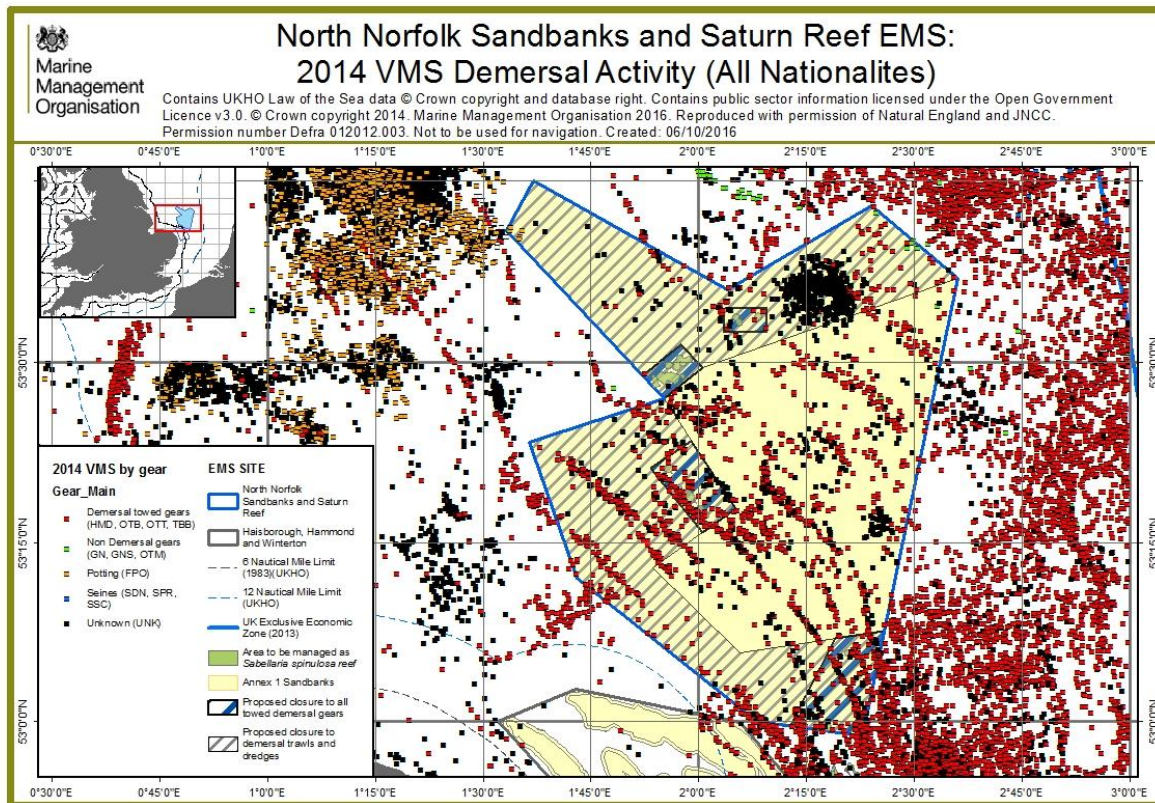 Marine
Management
Organisation
North Norfolk Sandbanks and Saturn Reef EMS:
2014 VMS Demersal Activity (All Nationalites)
Contains UKHO Law of the Sea data © Crown copyright and database right. Contains public sector information licensed under the Open Government
Licence v3.0. © Crown copyright 2014. Marine Management Organisation 2016. Reproduced with permission of Natural England and JNCC.
Permission number Defra 012012.003. Not to be used for navigation. Created: 06/10/2016
0°30'0"E 0°45'0"E 1°0'0"E 1°15'0"E 1°30'0"E 1°45'0"E 2°0'0"E 2°15'0"E 2°30'0"E 2°45'0"E 3°0'0"E
53°30'0"N 53°30'0"N
53°15'0"N 53°15'0"N
53°0'0"N 53°0'0"N
2014 VMS by gear
Gear_Main
Demersal towed gears
(HMD, OTB, OTT, TBB)
Non Demersal gears
(GN, GNS, OTM)
Potting (FPO)
Seines (SDN, SPR,
SSC)
Unknown (UNK)
EMS SITE
North Norfolk
Sandbanks and Saturn
Reef
Haisborough, Hammond
and Winterton
6 Nautical Mile Limit
(1983)(UKHO)
12 Nautical Mile Limit
(UKHO)
UK Exclusive Economic
Zone (2013)
Area to be managed as
Sabellaria spinulosa reef
Annex 1 Sandbanks
Proposed closure to all
towed demersal gears
Proposed closure to
demersal trawls and
dredges
0°30'0"E 0°45'0"E 1°0'0"E 1°15'0"E 1°30'0"E 1°45'0"E 2°0'0"E 2°15'0"E 2°30'0"E 2°45'0"E 3°0'0"E